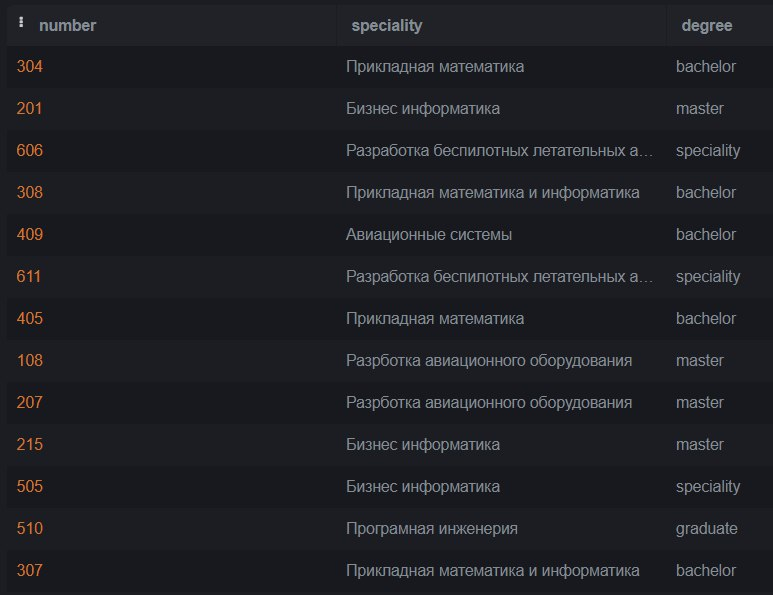 number speciality degree
304 Прикладная математика bachelor
201 Бизнес информатика master
606 Разработка беспилотных летательных а... speciality
308 Прикладная математика и информатика bachelor
409 Авиационные системы bachelor
611 Разработка беспилотных летательных а... speciality
405 Прикладная математика bachelor
108 Разрботка авиационного оборудования master
207 Разрботка авиационного оборудования master
215 Бизнес информатика master
505 Бизнес информатика speciality
510 Програмная инженерия graduate
307 Прикладная математика и информатика bachelor